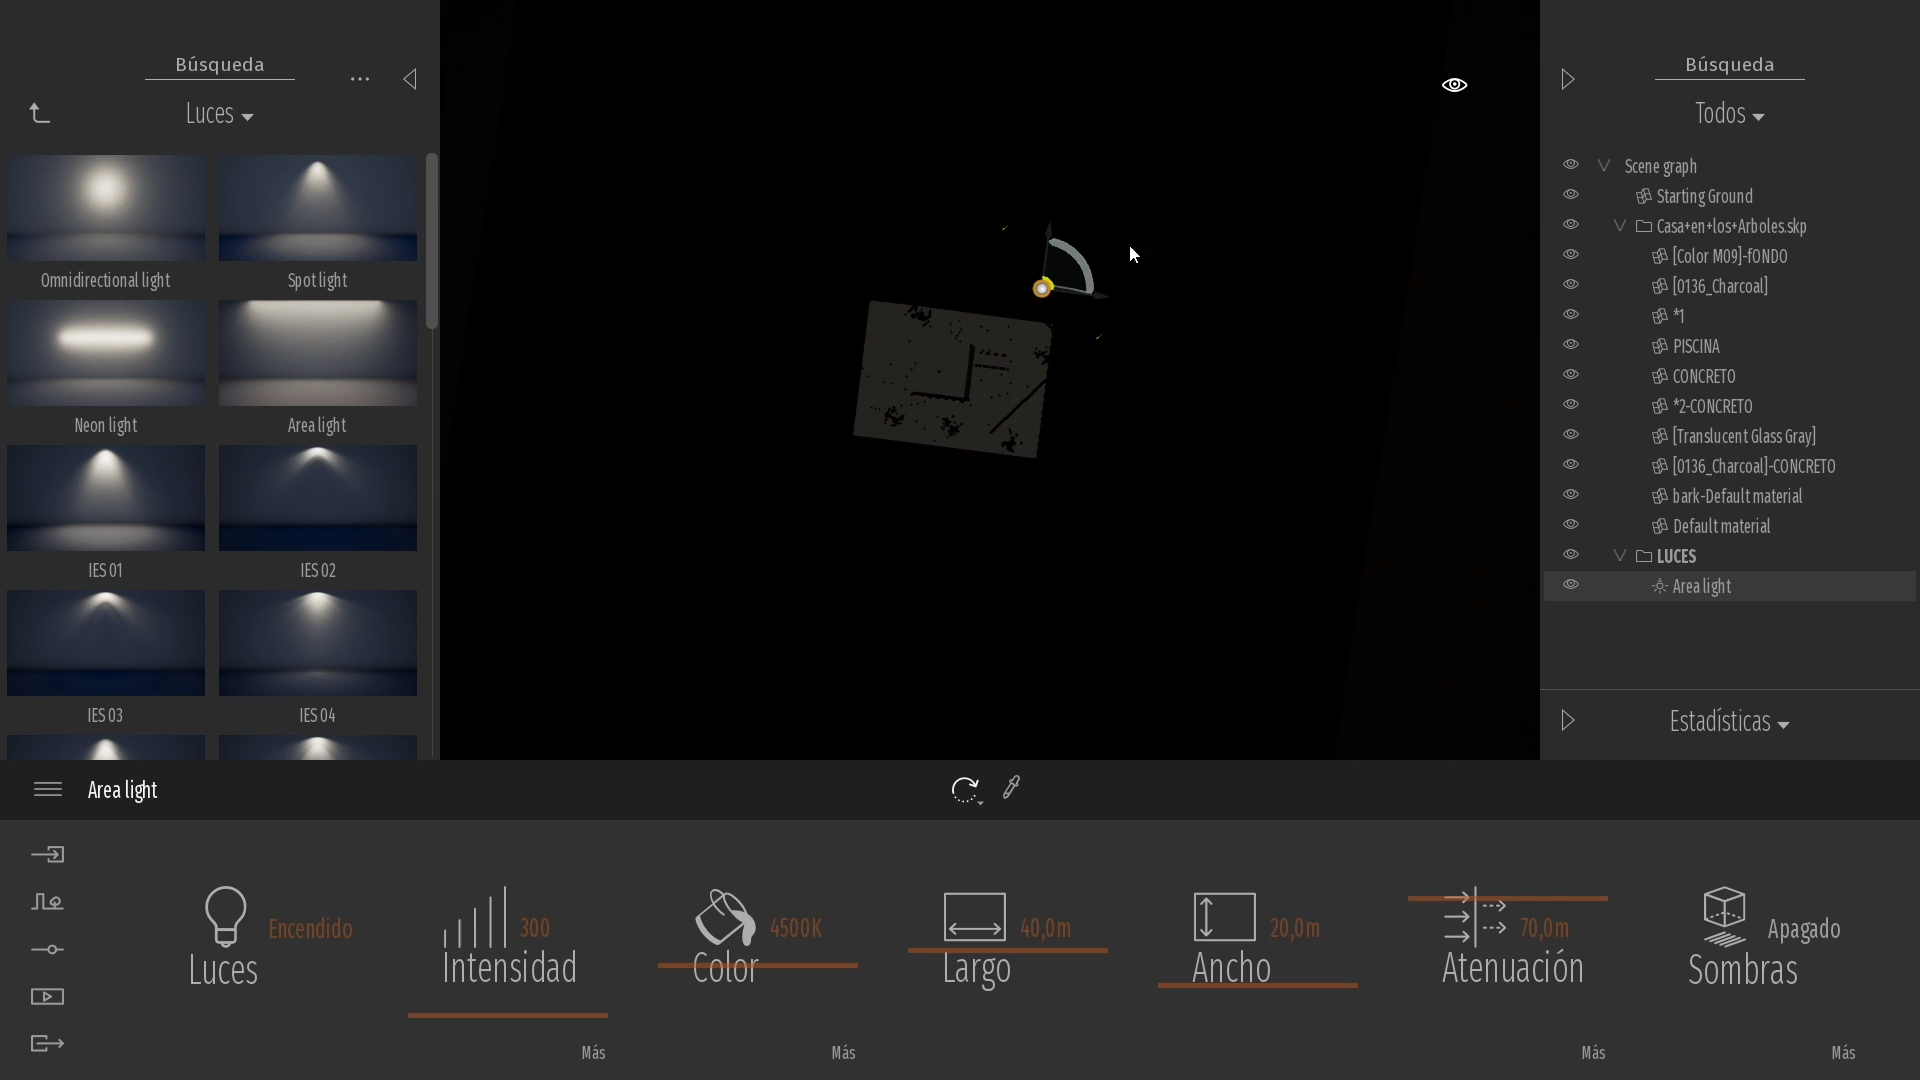 Búsqueda
Luces
Omnidirectional light
Spot light
Neon light
Area light
IES 01
IES 02
IES 03
IES 04
Búsqueda
Todos
Scene graph
Starting Ground
Casa+en+los+Arboles.skp
[Color M09]-fONDO
[0136_Charcoal]
*1
PISCINA
CONCRETO
*2-CONCRETO
[Translucent Glass Gray]
[0136_Charcoal]-CONCRETO
bark-Default material
Default material
LUCES
Area light
Estadísticas
Area light
Encendido
Luces
300
Intensidad
Más
4500K
Color
Más
40,0m
Largo
20,0m
Ancho
70,0m
Atenuación
Más
Apagado
Sombras
Más